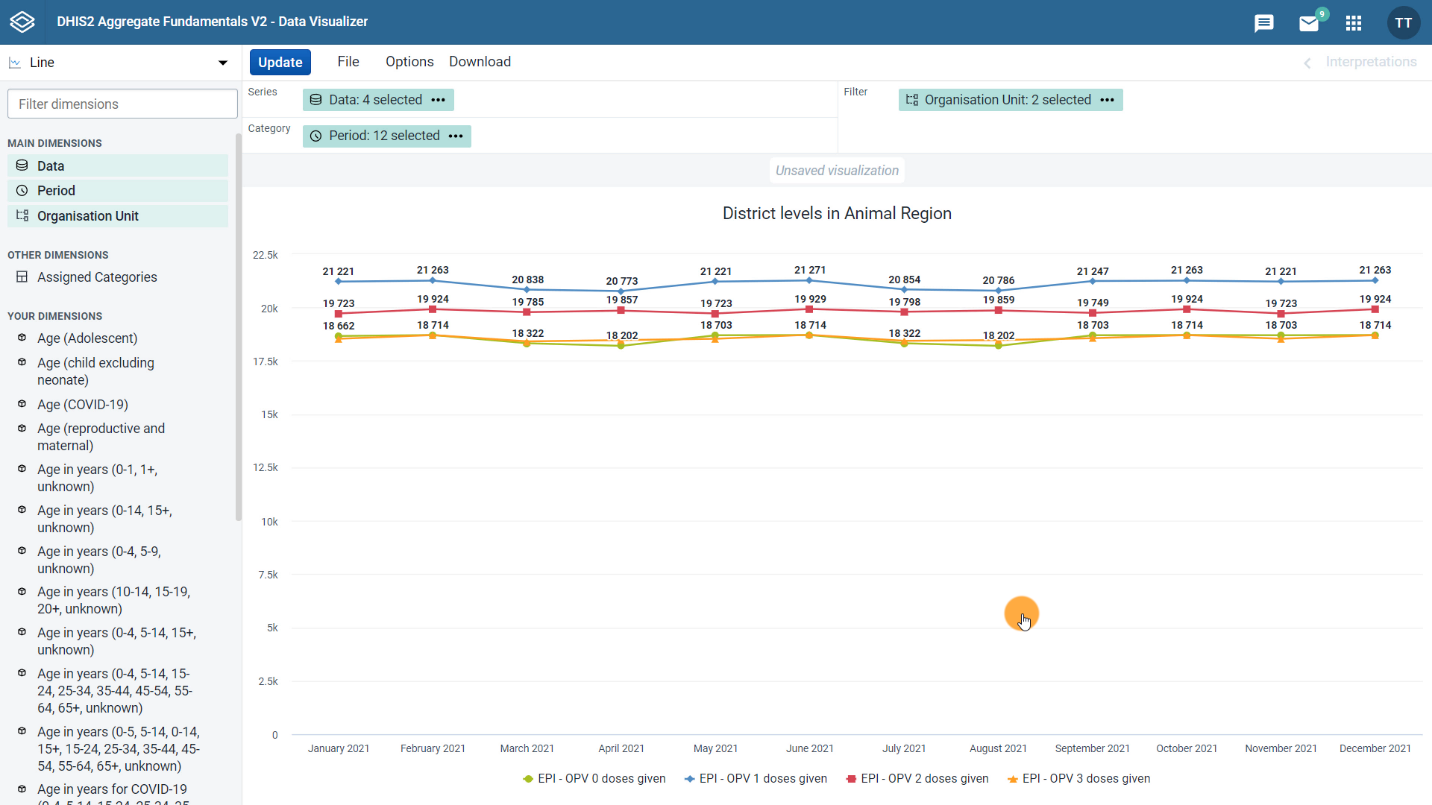 DHIS2 Aggregate Fundamentals V2 - Data Visualizer
9
TT
Line
Update
File
Options
Download
Interpretations
Filter dimensions
MAIN DIMENSIONS
Data
Period
Organisation Unit
OTHER DIMENSIONS
Assigned Categories
YOUR DIMENSIONS
Age (Adolescent)
Age (child excluding
neonate)
Age (COVID-19)
Age (reproductive and
maternal)
Age in years (0-1, 1+,
unknown)
Age in years (0-14, 15+,
unknown)
Age in years (0-4, 5-9,
unknown)
Age in years (10-14, 15-19,
20+, unknown)
Age in years (0-4, 5-14, 15+,
unknown)
Age in years (0-4, 5-14, 15-
24, 25-34, 35-44, 45-54, 55-
64, 65+, unknown)
Age in years (0-5, 5-14, 0-14,
15+, 15-24, 25-34, 35-44, 45-
54, 55-64, 65+, unknown)
Age in years for COVID-19
Series
Data: 4 selected
Filter
Organisation Unit: 2 selected
Category
Period: 12 selected
Unsaved visualization
District levels in Animal Region
22.5k
20k
17.5k
15k
12.5k
10k
7.5k
5k
2.5k
0
21 221 21 263 20 838 20 773 21 221 21 271 20 854 20 786 21 247 21 263 21 221 21 263
19 723 19 924 19 785 19 857 19 723 19 929 19 798 19 859 19 749 19 924 19 723 19 924
18 662 18 714 18 322 18 202 18 703 18 714 18 322 18 202 18 703 18 714 18 703 18 714
January 2021 February 2021 March 2021 April 2021 May 2021 June 2021 July 2021 August 2021 September 2021 October 2021 November 2021 December 2021
EPI - OPV 0 doses given EPI - OPV 1 doses given EPI - OPV 2 doses given EPI - OPV 3 doses given